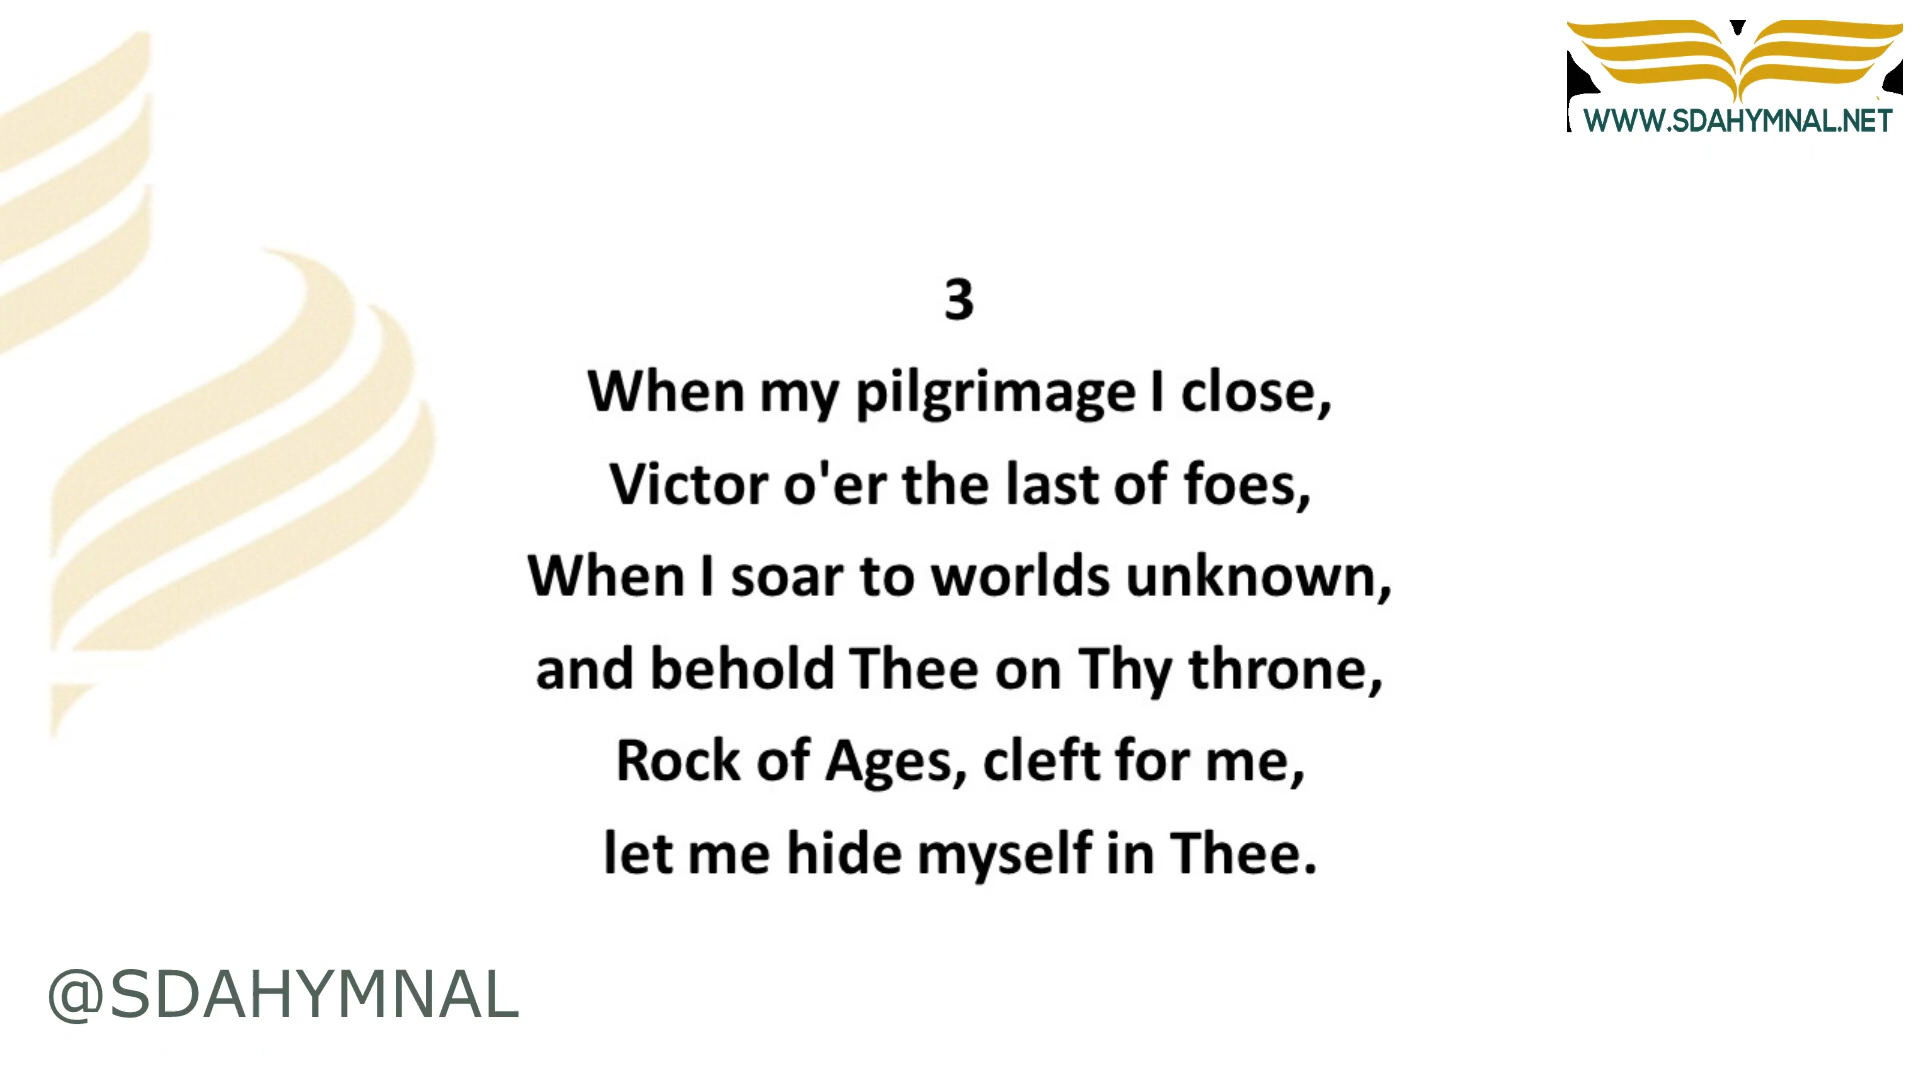 WWW.SDAHYMNAL.NET
3
When my pilgrimage I close,
Victor o'er the last of foes,
When I soar to worlds unknown,
and behold Thee on Thy throne,
Rock of Ages, cleft for me,
let me hide myself in Thee.
@SDAHYMNAL